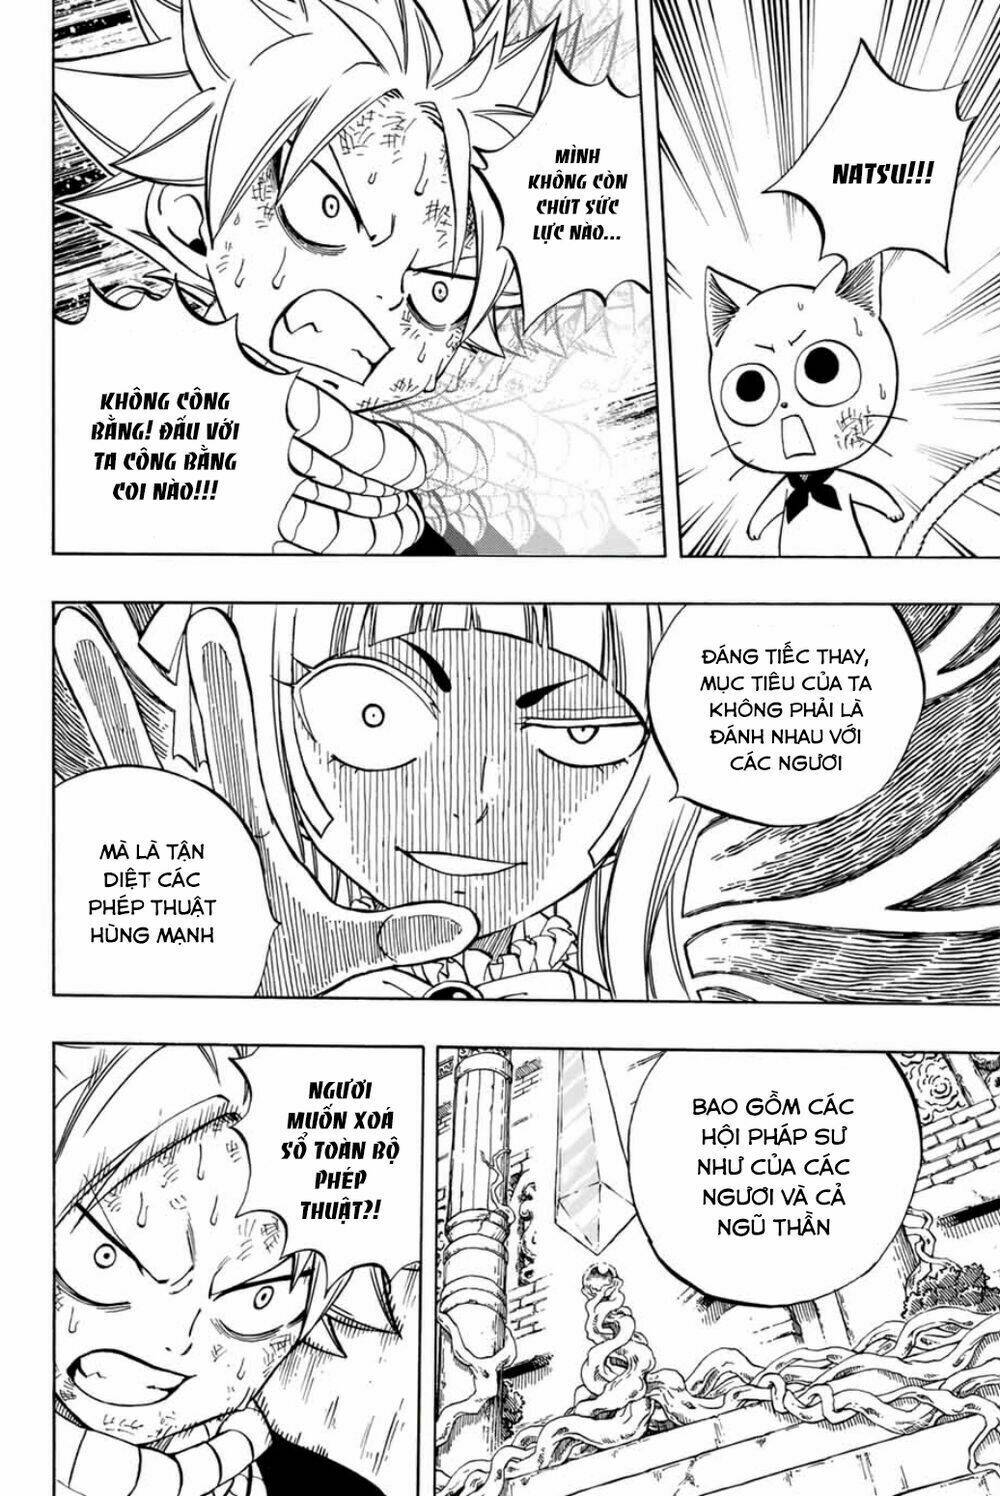 NATSU!!!
MÌNH
KHÔNG CÒN
CHÚT SỨC
LỰC NÀO...
KHÔNG CÔNG
BẰNG! ĐẤU VỚI
TA CÔNG BẰNG
COI NÀO!!!
ĐÁNG TIẾC THAY,
MỤC TIÊU CỦA TA
KHÔNG PHẢI LÀ
ĐÁNH NHAU VỚI
CÁC NGƯƠI
MÀ LÀ TẬN
DIỆT CÁC
PHÉP THUẬT
HÙNG MẠNH
BAO GỒM CÁC
HỘI PHÁP SƯ
NHƯ CỦA CÁC
NGƯƠI VÀ CẢ
NGŨ THẦN
NGƯƠI
MUỐN XOÁ
SỔ TOÀN BỘ
PHÉP
THUẬT?!